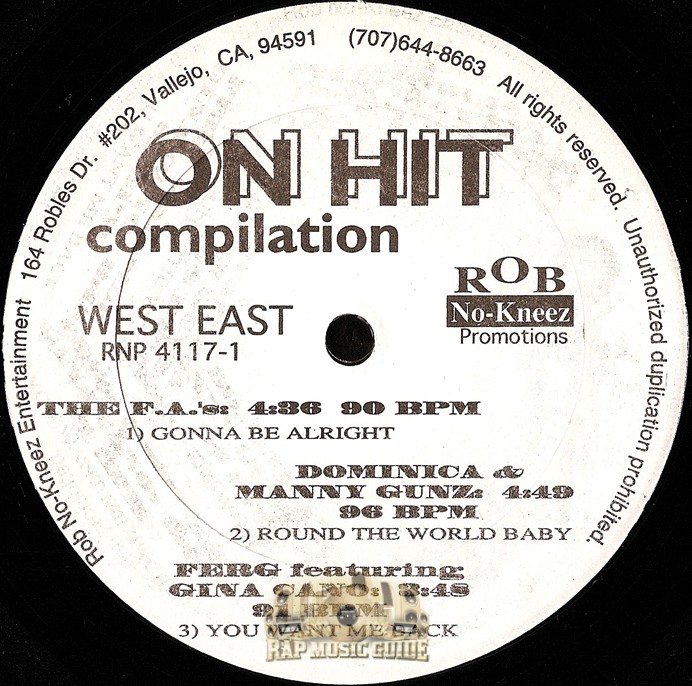 Rob No-Kneez Entertainment 164 Robles Dr. #202, Vallejo, CA, 94591 (707)644-8663 All rights reserved. Unauthorized duplication prohibited.
ON HIT
compilation
ROB
No-Kneez
Promotions
WEST EAST
RNP 4117-1
THE F.A.'s: 4:36 90 BPM
1) GONNA BE ALRIGHT
DOMINICA &
MANNY GUNZ: 4:49
96 BPM
2) ROUND THE WORLD BABY
FERG featuring
GINA CANO: 3:48
91 BPM
3) YOU WANT ME BACK
RAP MUSIC GUIDE